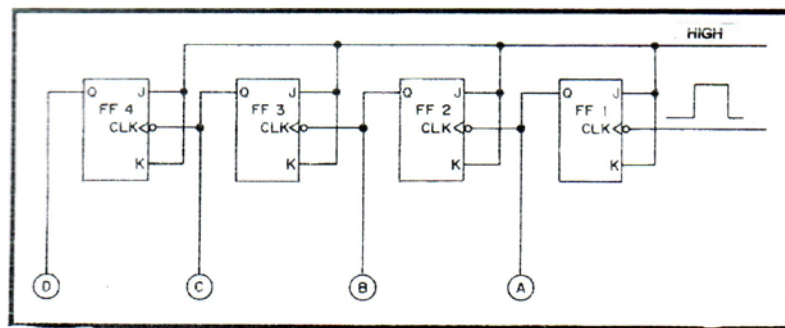 HIGH
Q J Q J Q J Q J
FF 4 FF 3 FF 2 FF 1
CLK CLK CLK CLK
K K K K
D C B A